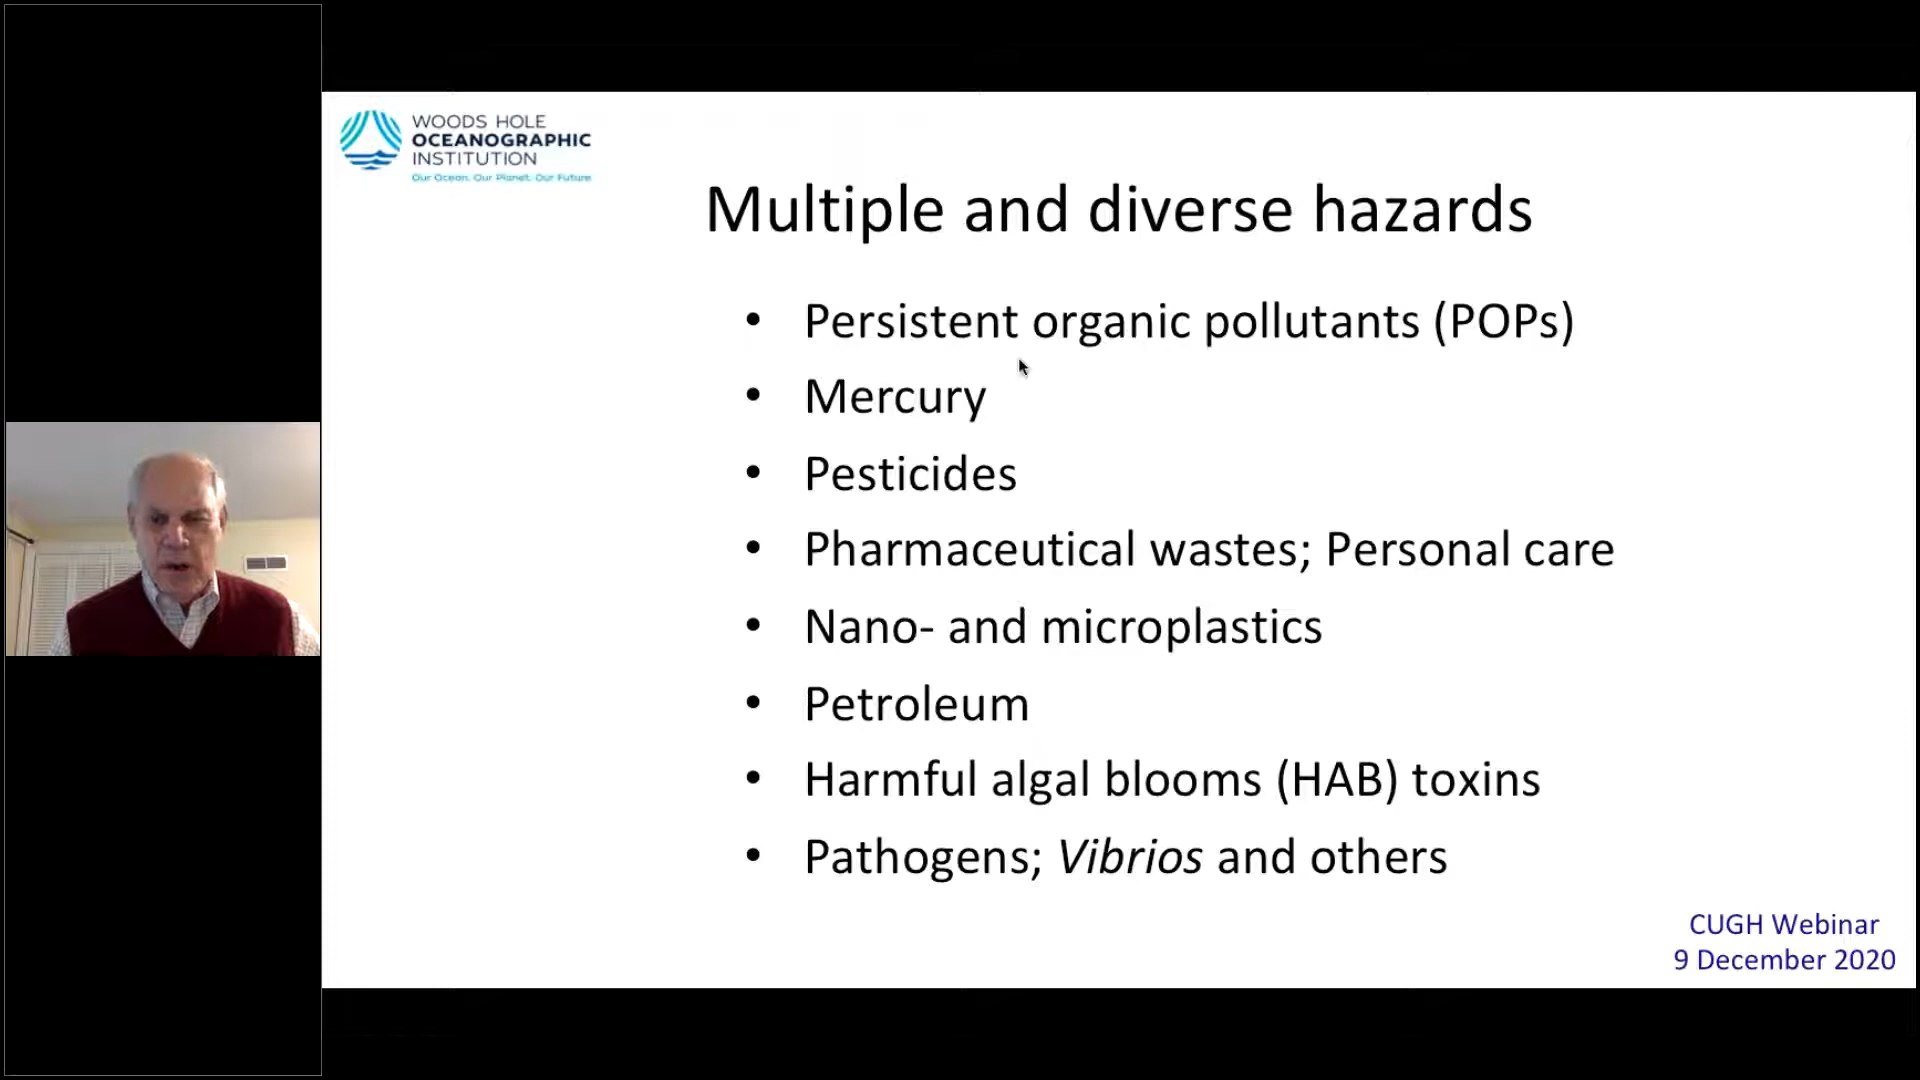 WOODS HOLE
OCEANOGRAPHIC
INSTITUTION
Our Ocean. Our Planet. Our Future.
Multiple and diverse hazards
• Persistent organic pollutants (POPs)
• Mercury
• Pesticides
• Pharmaceutical wastes; Personal care
• Nano- and microplastics
• Petroleum
• Harmful algal blooms (HAB) toxins
• Pathogens; Vibrios and others
CUGH Webinar
9 December 2020